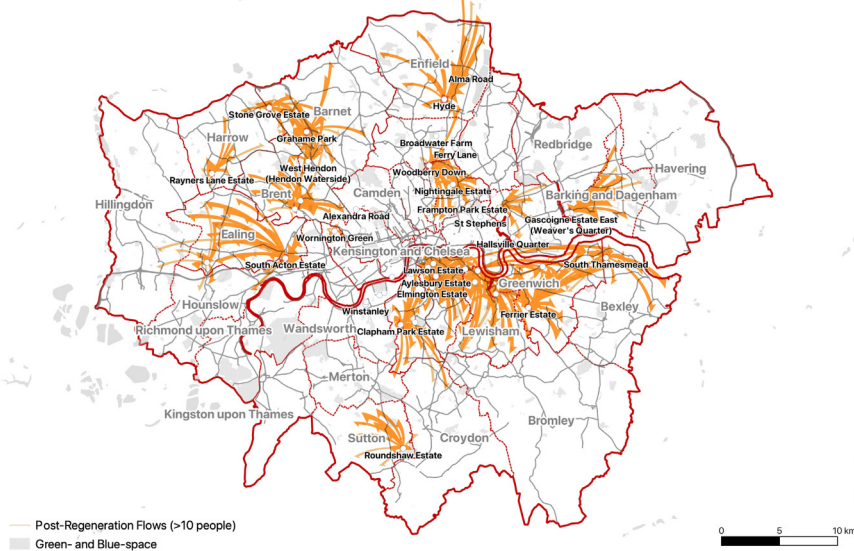 Enfield
Alma Road
Hyde
Stone Grove Estate
Barnet
Grahame Park
Harrow
Broadwater Farm
Ferry Lane
Redbridge
Havering
West Hendon
(Hendon Waterside)
Rayners Lane Estate
Woodberry Down
Brent
Camden
Nightingale Estate
Barking and Dagenham
Hillingdon
Alexandra Road
Frampton Park Estate
St Stephens
Gascoigne Estate East
(Weaver's Quarter)
Ealing
Wornington Green
Hallsville Quarter
Kensington and Chelsea
South Acton Estate
Lawson Estate
South Thamesmead
Aylesbury Estate
Greenwich
Elmington Estate
Hounslow
Bexley
Winstanley
Ferrier Estate
Richmond upon Thames
Wandsworth
Clapham Park Estate
Lewisham
Merton
Kingston upon Thames
Bromley
Sutton
Croydon
Roundshaw Estate
Post-Regeneration Flows (>10 people)
Green- and Blue-space
0 5 10 km